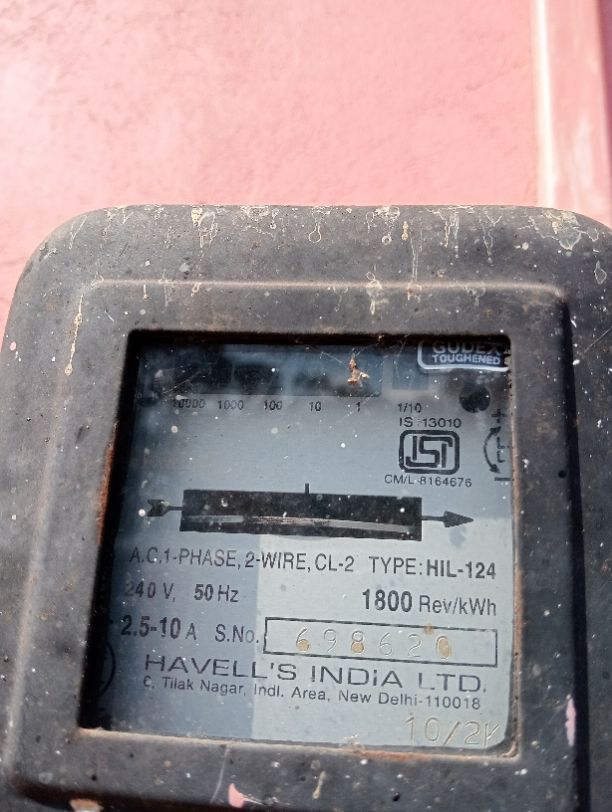 GUDEX
TOUGHENED
10000 1000 100 10 1 1/10
IS:13010
ISI
CM/L-8164676
A.C.1-PHASE, 2-WIRE, CL-2 TYPE: HIL-124
240 V, 50 Hz 1800 Rev/kWh
2.5-10 A S.No. 698620
HAVELL'S INDIA LTD.
C, Tilak Nagar, Indl. Area, New Delhi-110018